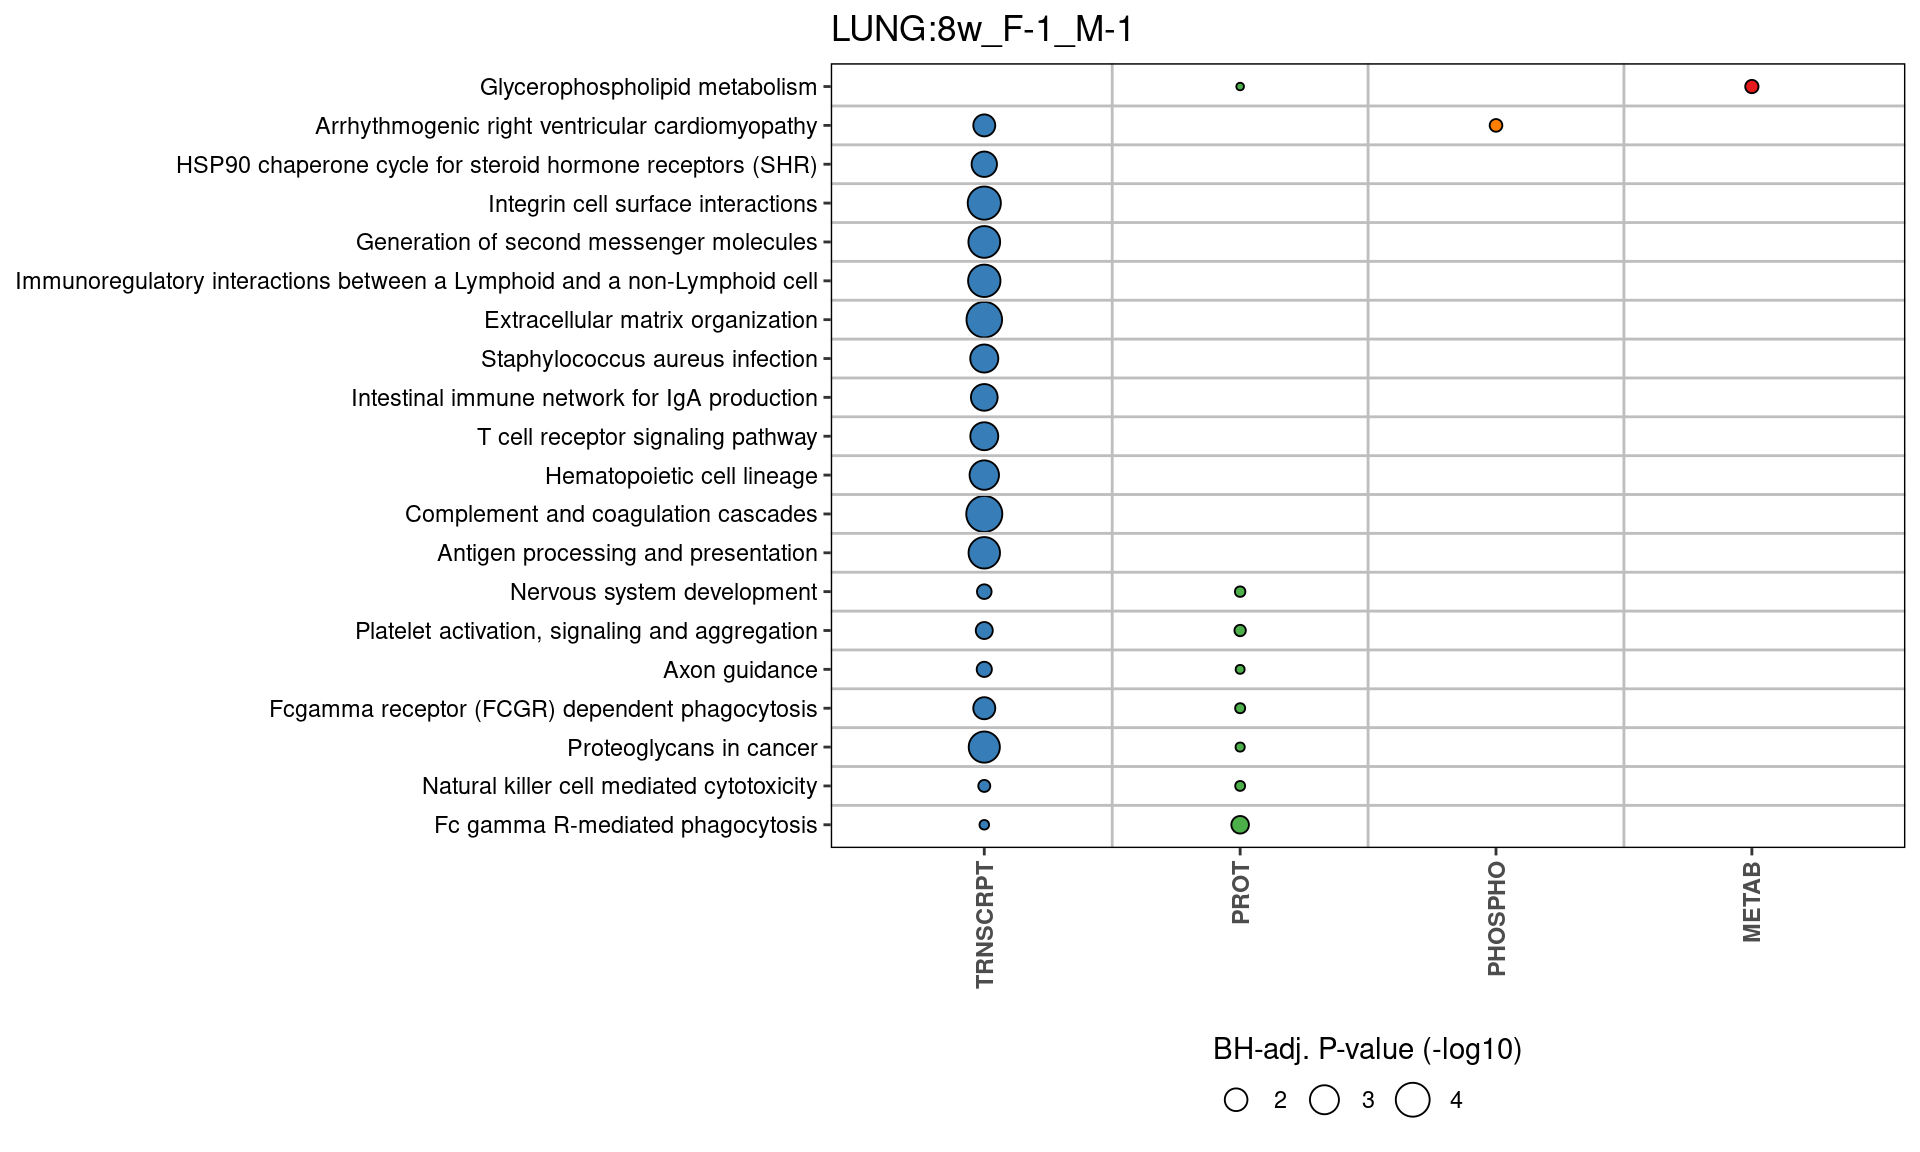 LUNG:8w_F-1_M-1
Glycerophospholipid metabolism
Arrhythmogenic right ventricular cardiomyopathy
HSP90 chaperone cycle for steroid hormone receptors (SHR)
Integrin cell surface interactions
Generation of second messenger molecules
Immunoregulatory interactions between a Lymphoid and a non-Lymphoid cell
Extracellular matrix organization
Staphylococcus aureus infection
Intestinal immune network for IgA production
T cell receptor signaling pathway
Hematopoietic cell lineage
Complement and coagulation cascades
Antigen processing and presentation
Nervous system development
Platelet activation, signaling and aggregation
Axon guidance
Fcgamma receptor (FCGR) dependent phagocytosis
Proteoglycans in cancer
Natural killer cell mediated cytotoxicity
Fc gamma R-mediated phagocytosis
TRNSCRPT
PROT
PHOSPHO
METAB
BH-adj. P-value (-log10)
2 3 4